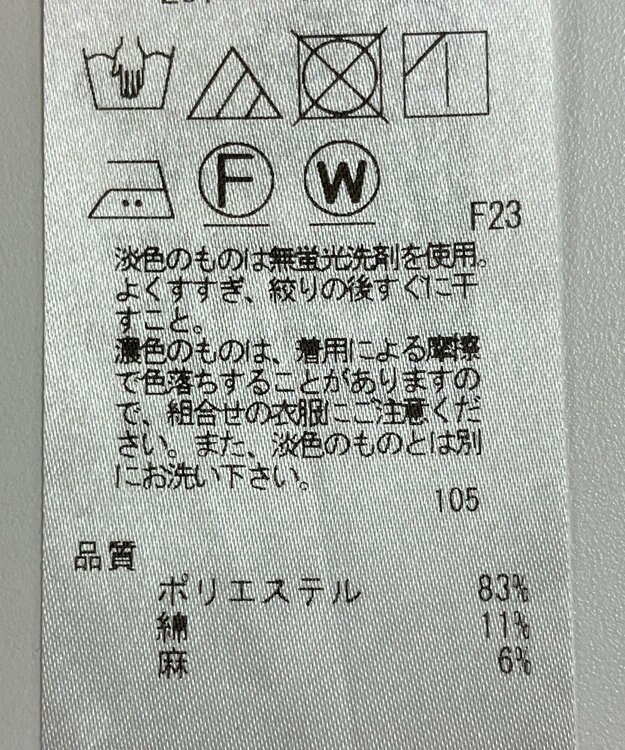 F
W
F23
淡色のものは無蛍光洗剤を使用。
よくすすぎ、絞りの後すぐに干
すこと。
濃色のものは、着用による摩擦
で色落ちすることがありますの
で、組合せの衣服にご注意くだ
さい。また、淡色のものとは別
にお洗い下さい。
105
品質
ポリエステル 83%
綿 11%
麻 6%